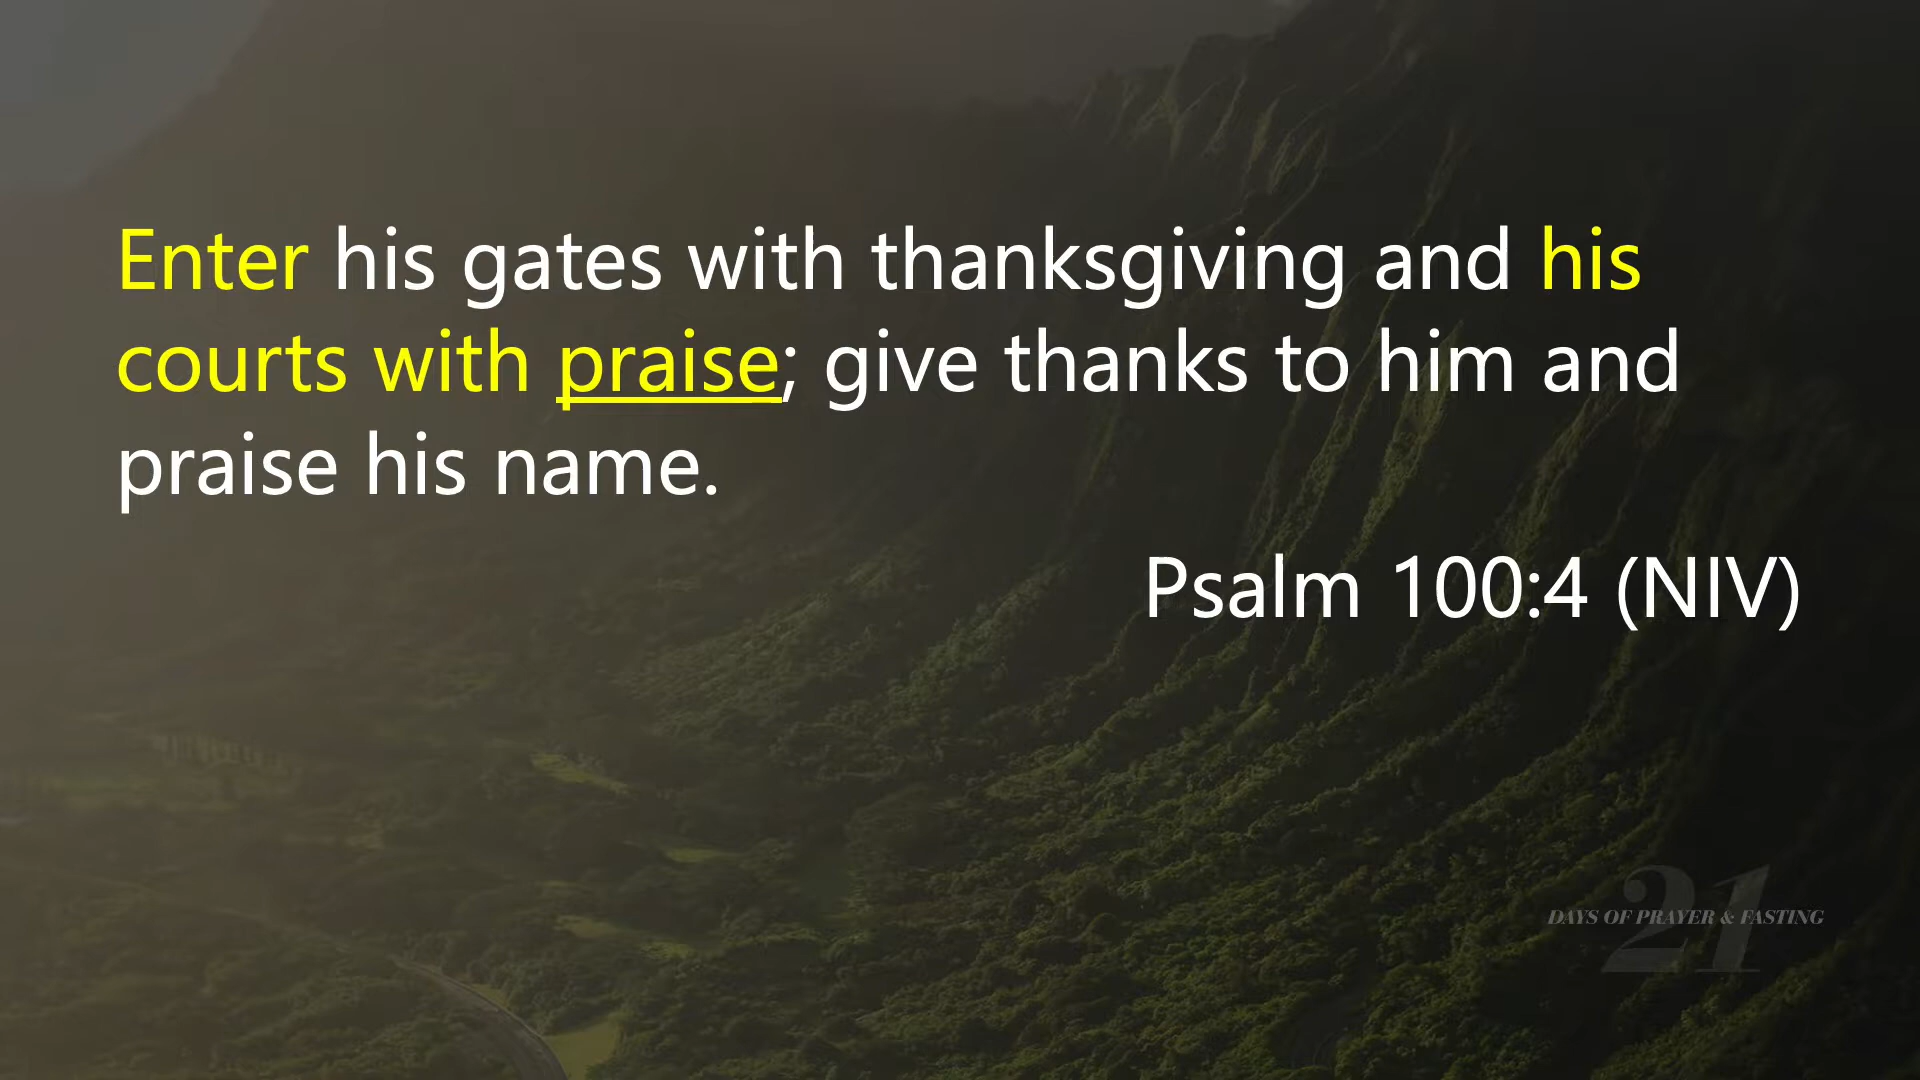 Enter his gates with thanksgiving and his
courts with praise; give thanks to him and
praise his name.
Psalm 100:4 (NIV)
21
DAYS OF PRAYER & FASTING